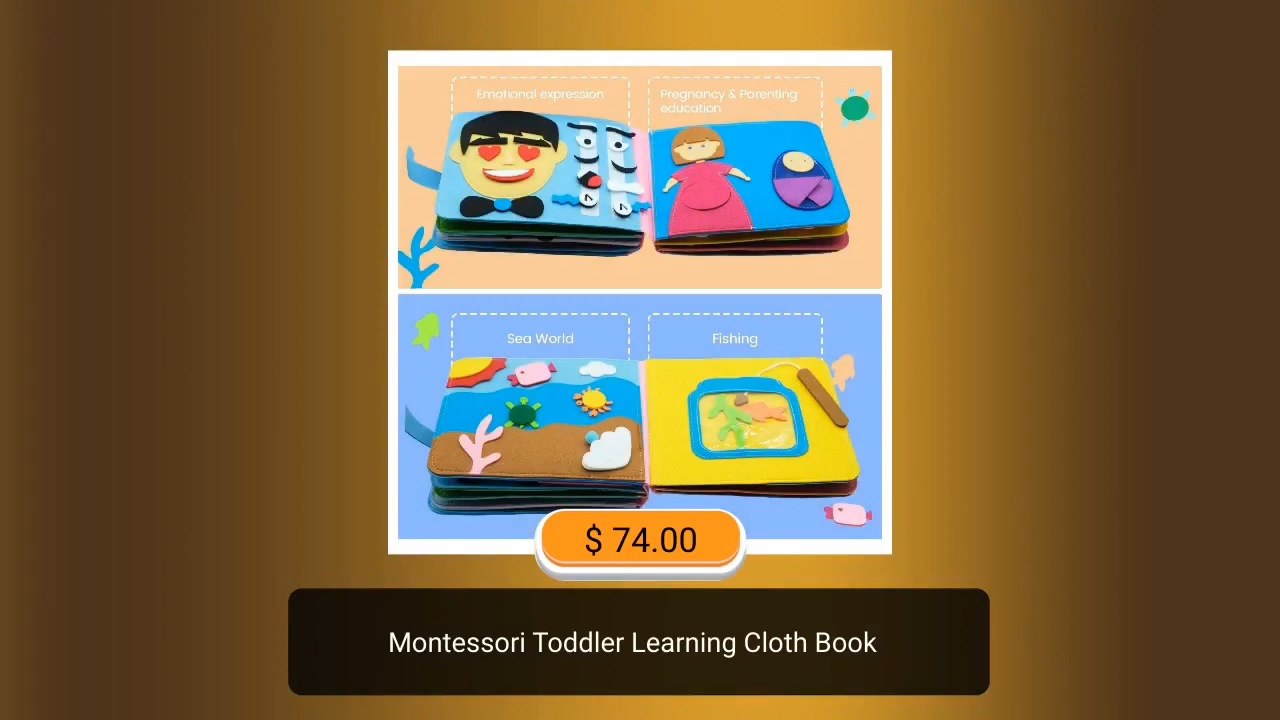 Emotional expression
Pregnancy & Parenting
education
Sea World
Fishing
$ 74.00
Montessori Toddler Learning Cloth Book